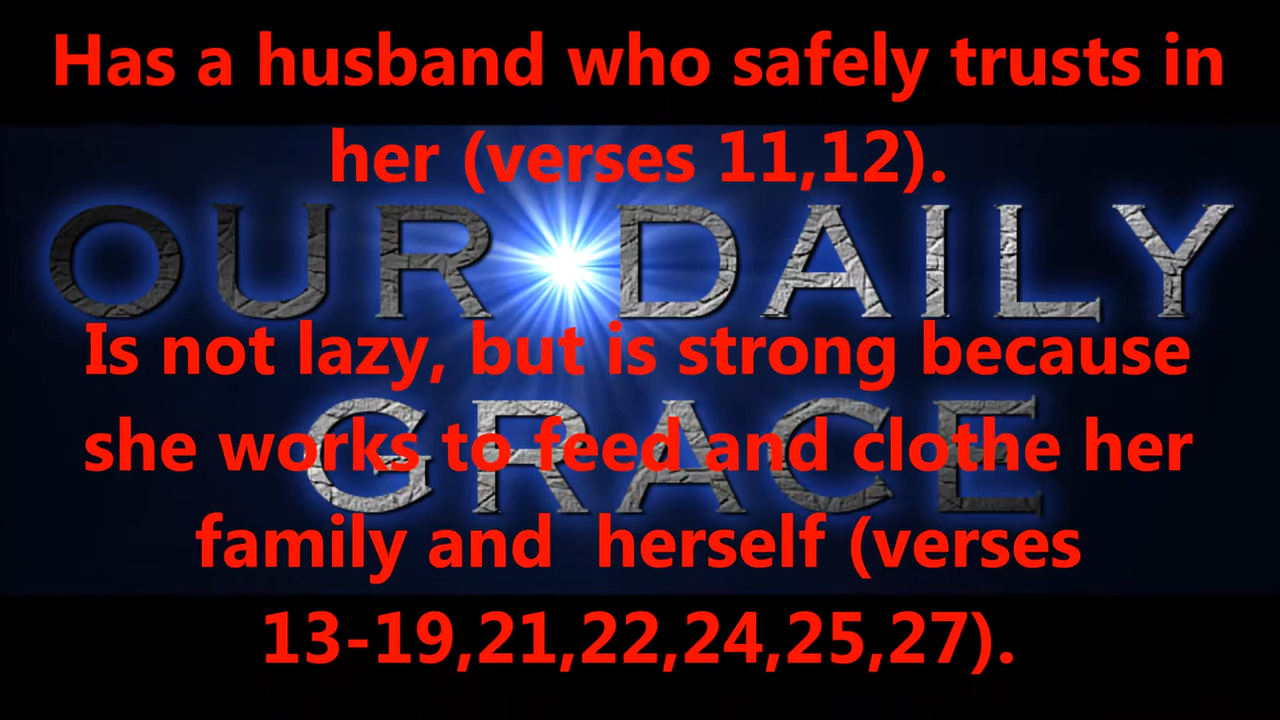 Has a husband who safely trusts in
her (verses 11,12).
OUR DAILY
Is not lazy, but is strong because
GRACE
she works to feed and clothe her
family and  herself (verses
13-19,21,22,24,25,27).